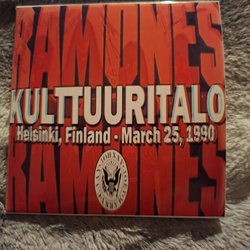 RAMONES
KULTTUURITALO
Helsinki, Finland - March 25, 1990
RAMONES